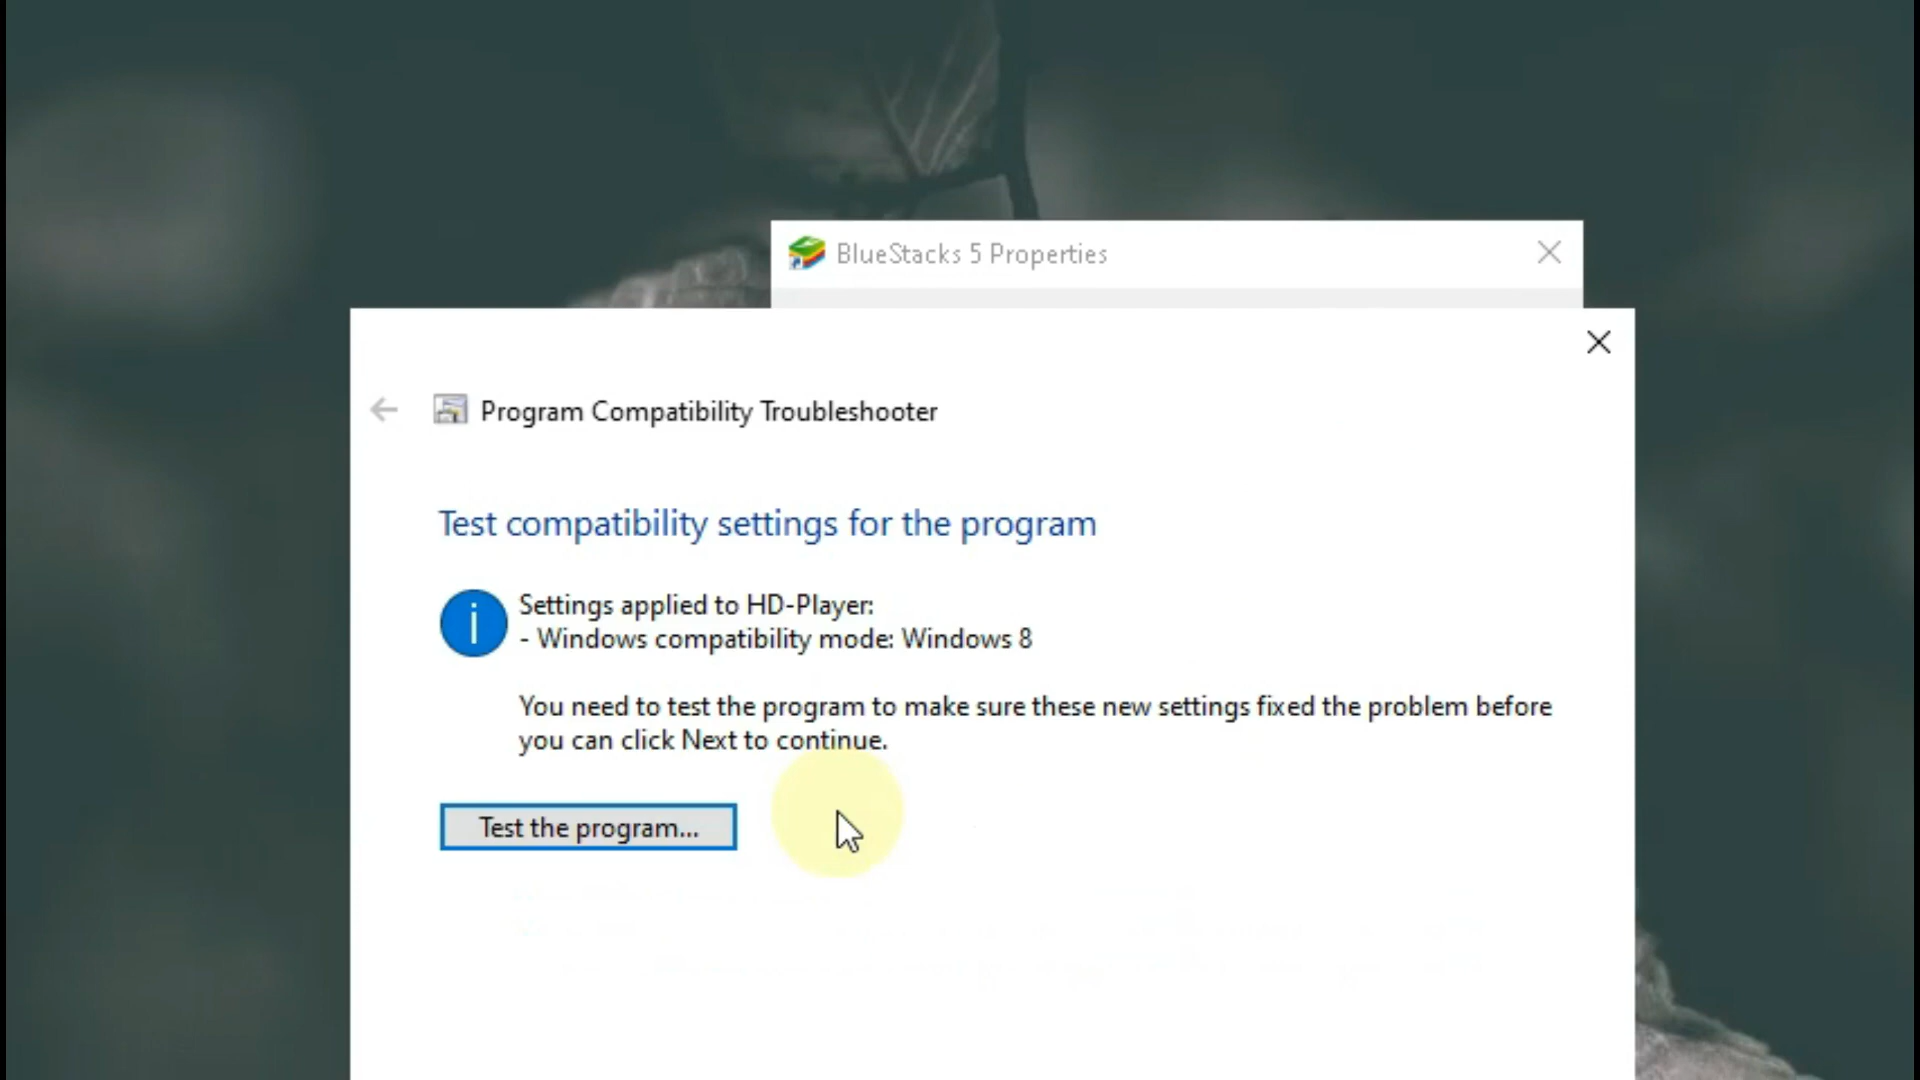 BlueStacks 5 Properties
Program Compatibility Troubleshooter
Test compatibility settings for the program
Settings applied to HD-Player:
- Windows compatibility mode: Windows 8
You need to test the program to make sure these new settings fixed the problem before
you can click Next to continue.
Test the program...